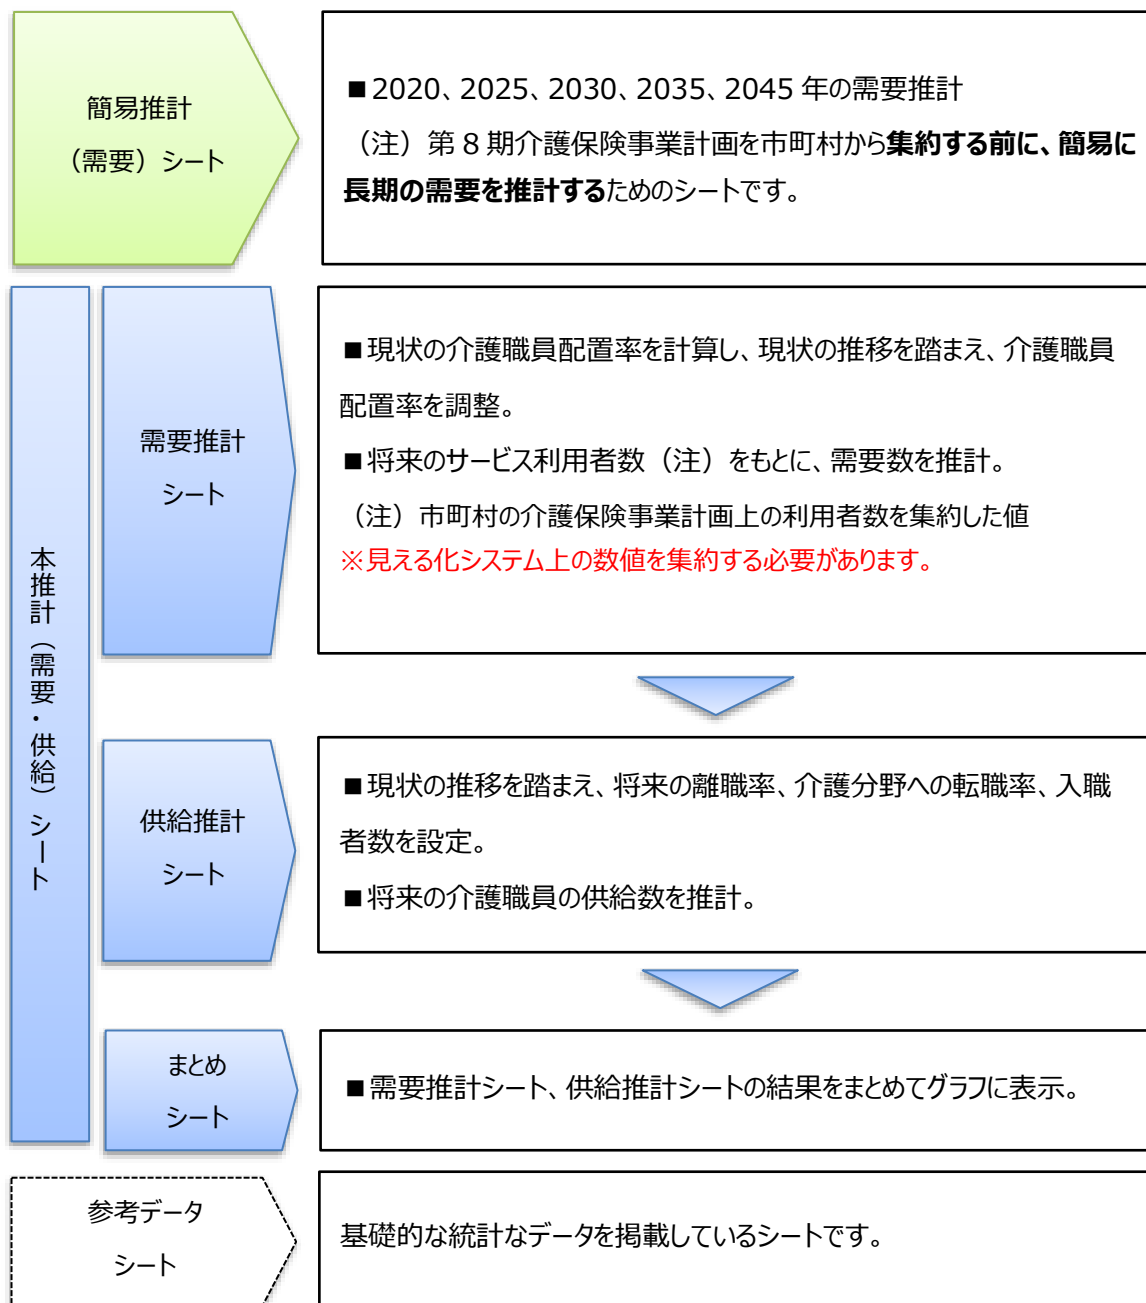 簡易推計
（需要）シート
■2020、2025、2030、2035、2045 年の需要推計
（注）第 8 期介護保険事業計画を市町村から集約する前に、簡易に
長期の需要を推計するためのシートです。
本推計（需要・供給）シート
需要推計
シート
■現状の介護職員配置率を計算し、現状の推移を踏まえ、介護職員
配置率を調整。
■将来のサービス利用者数（注）をもとに、需要数を推計。
（注）市町村の介護保険事業計画上の利用者数を集約した値
※見える化システム上の数値を集約する必要があります。
供給推計
シート
■現状の推移を踏まえ、将来の離職率、介護分野への転職率、入職
者数を設定。
■将来の介護職員の供給数を推計。
まとめ
シート
■需要推計シート、供給推計シートの結果をまとめてグラフに表示。
参考データ
シート
基礎的な統計なデータを掲載しているシートです。